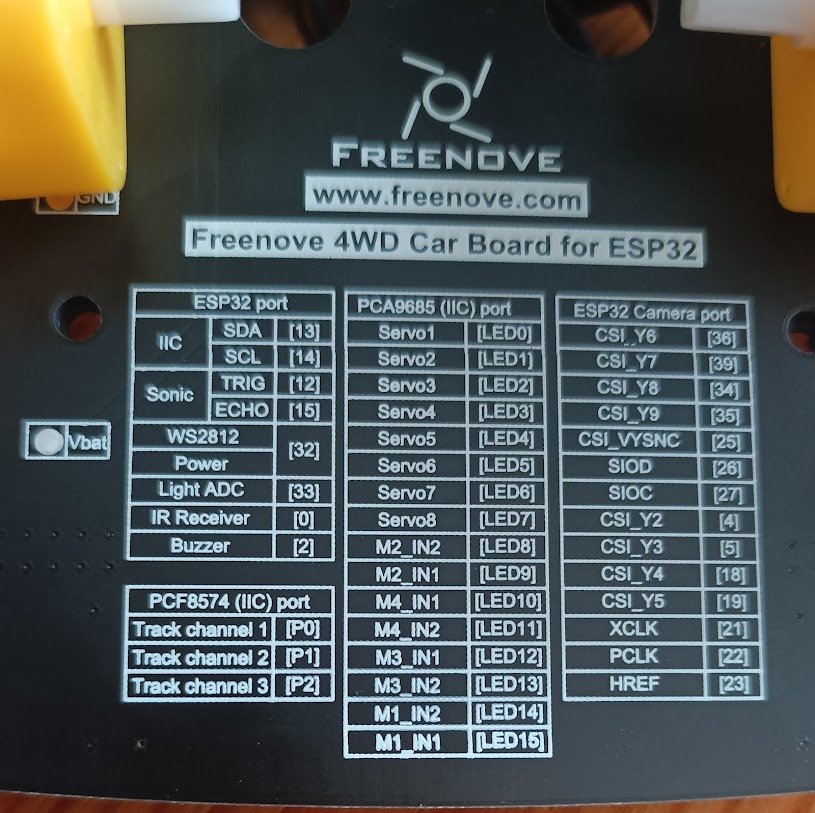 FREENOVE
www.freenove.com
GND
Freenove 4WD Car Board for ESP32
ESP32 port
IIC SDA [13]
SCL [14]
Sonic TRIG [12]
ECHO [15]
WS2812 [32]
Power
Light ADC [33]
IR Receiver [0]
Buzzer [2]
Vbat
PCF8574 (IIC) port
Track channel 1 [P0]
Track channel 2 [P1]
Track channel 3 [P2]
PCA9685 (IIC) port
Servo1 [LED0]
Servo2 [LED1]
Servo3 [LED2]
Servo4 [LED3]
Servo5 [LED4]
Servo6 [LED5]
Servo7 [LED6]
Servo8 [LED7]
M2_IN2 [LED8]
M2_IN1 [LED9]
M4_IN1 [LED10]
M4_IN2 [LED11]
M3_IN1 [LED12]
M3_IN2 [LED13]
M1_IN2 [LED14]
M1_IN1 [LED15]
ESP32 Camera port
CSI_Y6 [36]
CSI_Y7 [39]
CSI_Y8 [34]
CSI_Y9 [35]
CSI_VYSNC [25]
SIOD [26]
SIOC [27]
CSI_Y2 [4]
CSI_Y3 [5]
CSI_Y4 [18]
CSI_Y5 [19]
XCLK [21]
PCLK [22]
HREF [23]